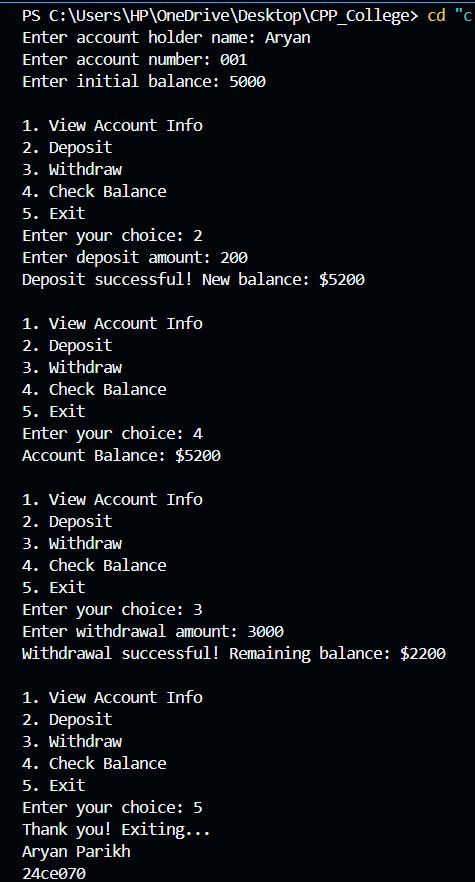 PS C:\Users\HP\OneDrive\Desktop\CPP_College> cd "c
Enter account holder name: Aryan
Enter account number: 001
Enter initial balance: 5000
1. View Account Info
2. Deposit
3. Withdraw
4. Check Balance
5. Exit
Enter your choice: 2
Enter deposit amount: 200
Deposit successful! New balance: $5200
1. View Account Info
2. Deposit
3. Withdraw
4. Check Balance
5. Exit
Enter your choice: 4
Account Balance: $5200
1. View Account Info
2. Deposit
3. Withdraw
4. Check Balance
5. Exit
Enter your choice: 3
Enter withdrawal amount: 3000
Withdrawal successful! Remaining balance: $2200
1. View Account Info
2. Deposit
3. Withdraw
4. Check Balance
5. Exit
Enter your choice: 5
Thank you! Exiting...
Aryan Parikh
24ce070